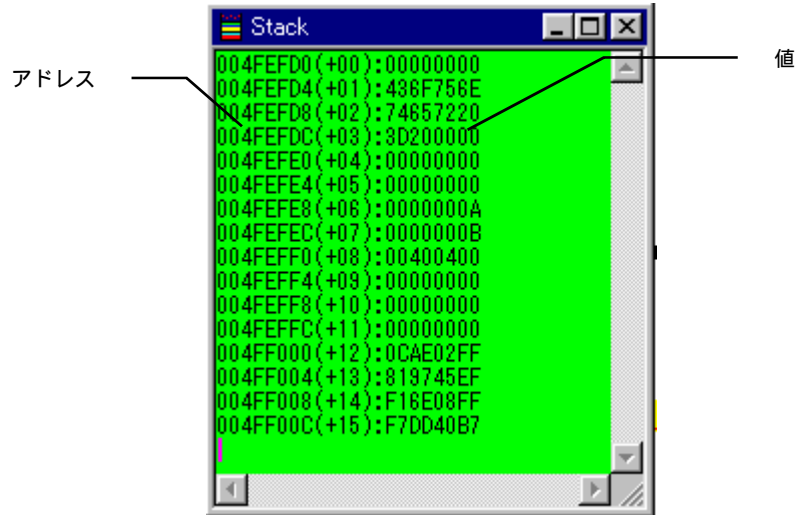 Stack
アドレス
値
004FEFD0(+00):00000000
004FEFD4(+01):436F756E
004FEFD8(+02):74657220
004FEFDC(+03):3D200000
004FEFE0(+04):00000000
004FEFE4(+05):00000000
004FEFE8(+06):0000000A
004FEFEC(+07):0000000B
004FEFF0(+08):00400400
004FEFF4(+09):00000000
004FEFF8(+10):00000000
004FEFFC(+11):00000000
004FF000(+12):0CAE02FF
004FF004(+13):819745EF
004FF008(+14):F16E08FF
004FF00C(+15):F7DD40B7